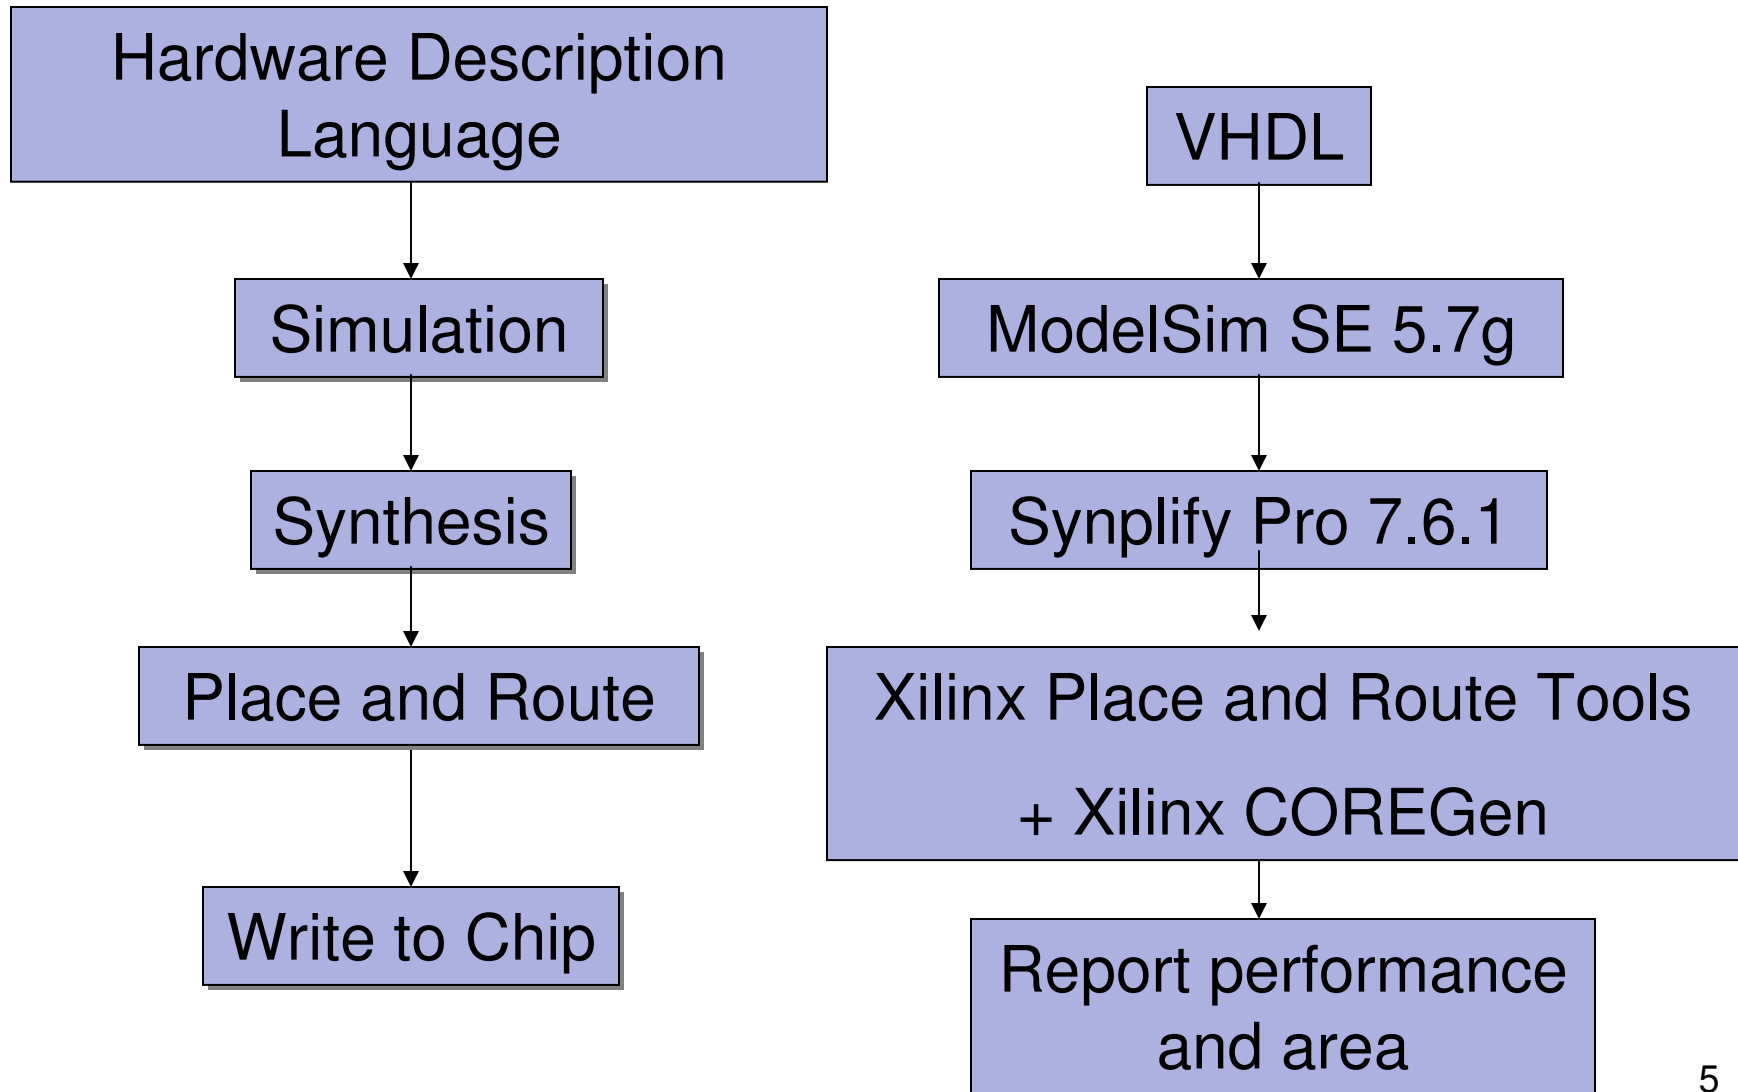 Hardware Description
Language
Simulation
Synthesis
Place and Route
Write to Chip
VHDL
ModelSim SE 5.7g
Synplify Pro 7.6.1
Xilinx Place and Route Tools
+ Xilinx COREGen
Report performance
and area
5